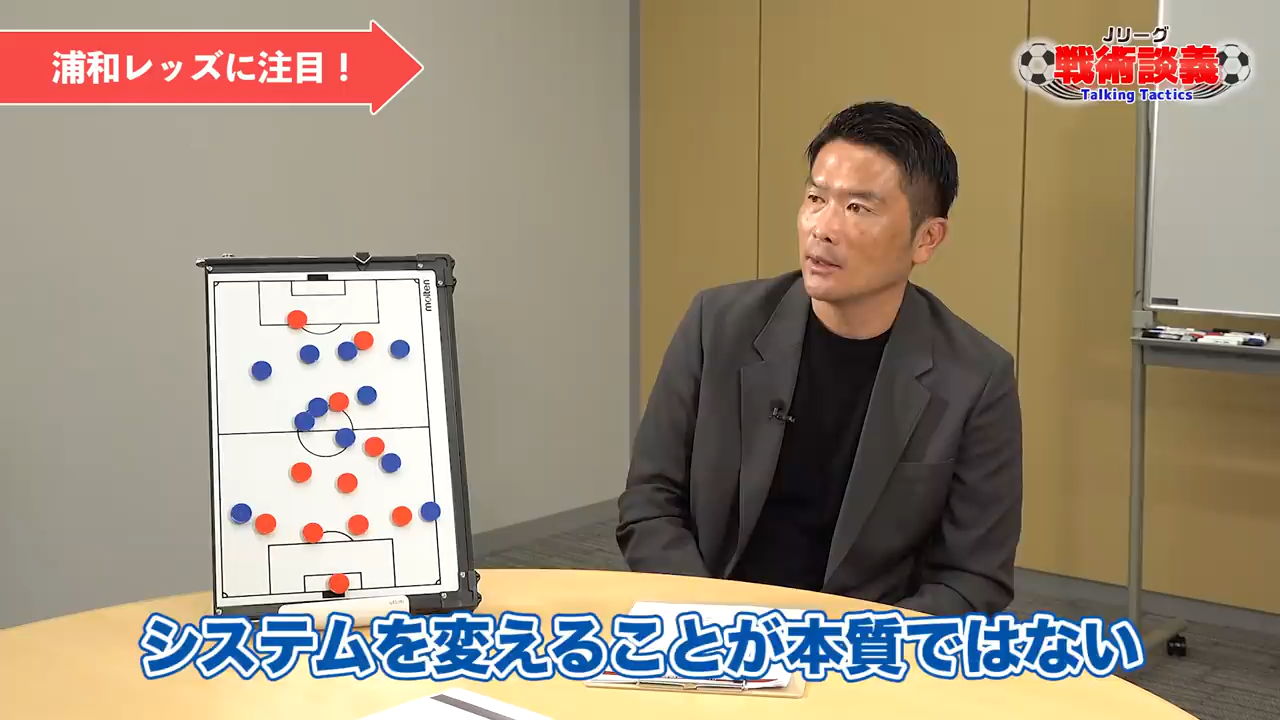 浦和レッズに注目！
Jリーグ
戦術談義
Talking Tactics
molten
システムを変えることが本質ではない